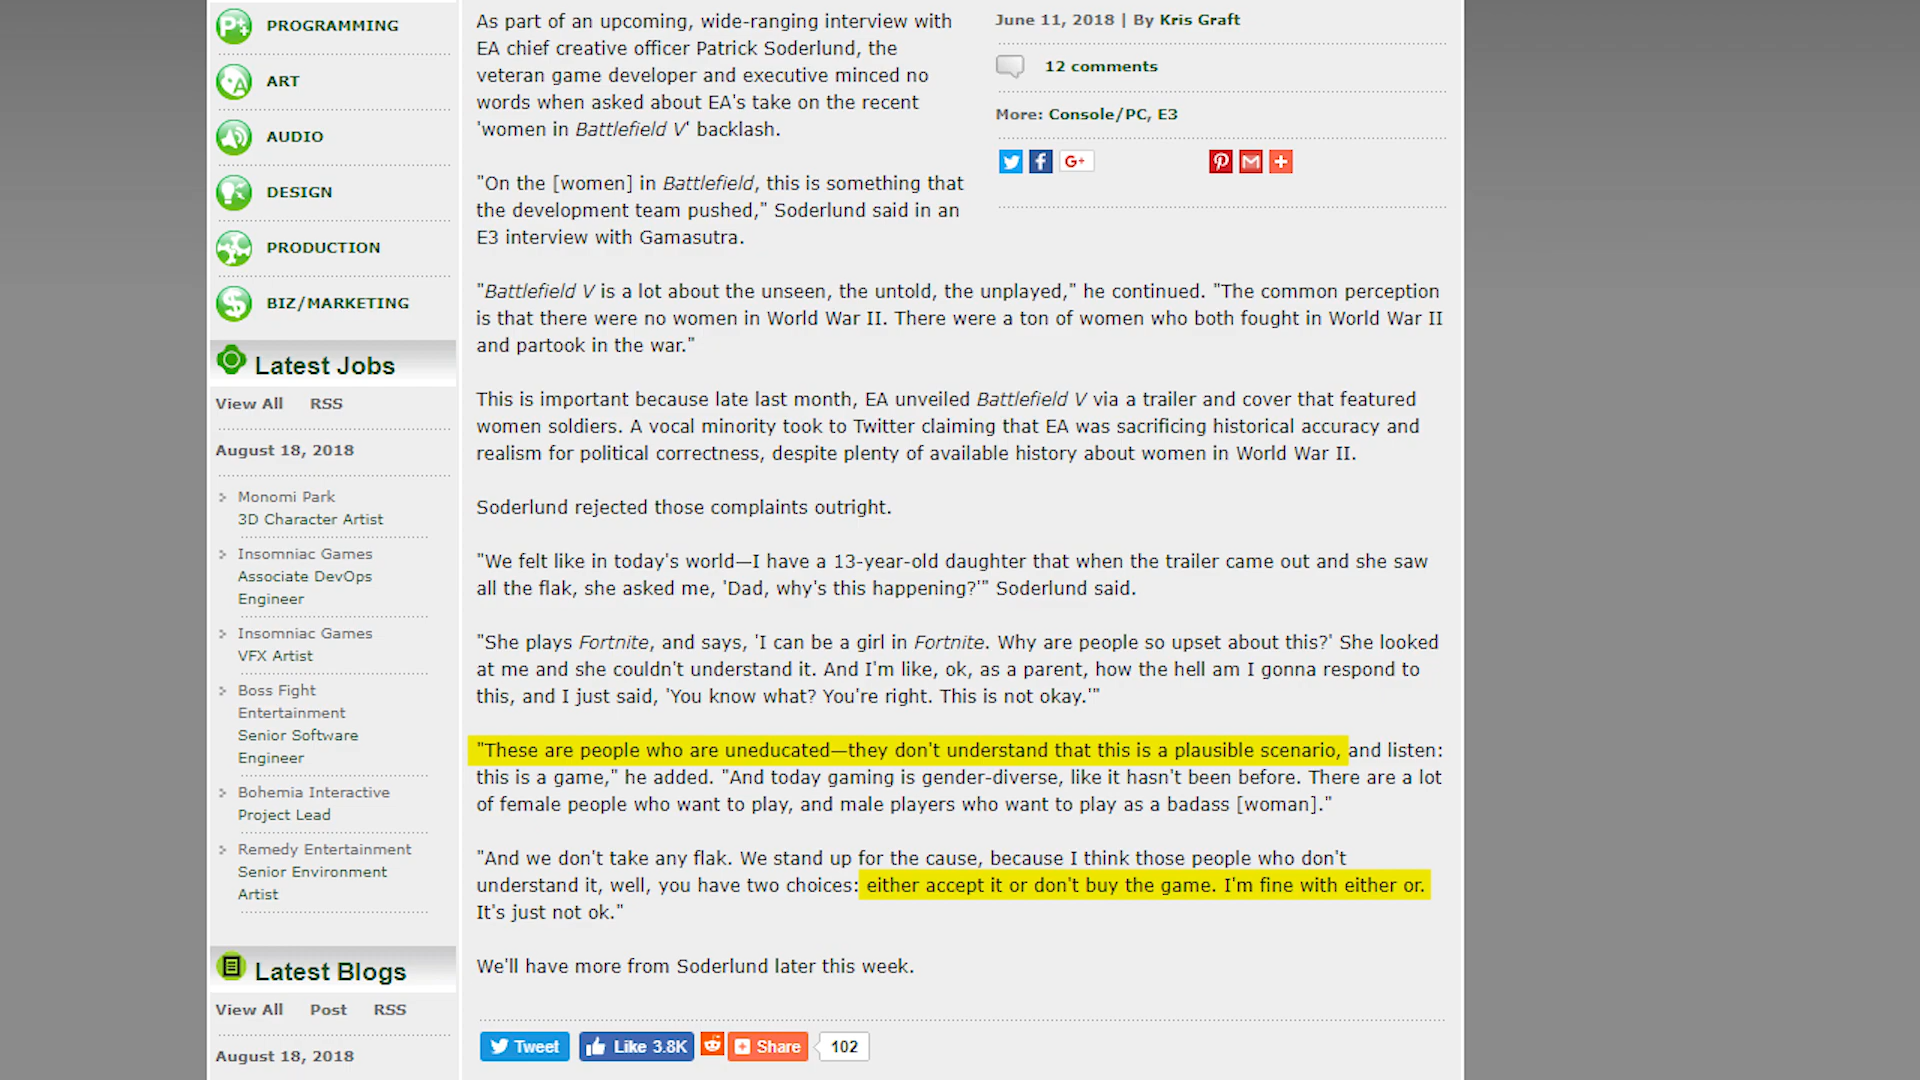 PROGRAMMING
ART
AUDIO
DESIGN
PRODUCTION
BIZ/MARKETING
Latest Jobs
View All RSS
August 18, 2018
Monomi Park
3D Character Artist
Insomniac Games
Associate DevOps
Engineer
Insomniac Games
VFX Artist
Boss Fight
Entertainment
Senior Software
Engineer
Bohemia Interactive
Project Lead
Remedy Entertainment
Senior Environment
Artist
Latest Blogs
View All Post RSS
August 18, 2018
As part of an upcoming, wide-ranging interview with
EA chief creative officer Patrick Soderlund, the
veteran game developer and executive minced no
words when asked about EA's take on the recent
'women in Battlefield V' backlash.
"On the [women] in Battlefield, this is something that
the development team pushed," Soderlund said in an
E3 interview with Gamasutra.
"Battlefield V is a lot about the unseen, the untold, the unplayed," he continued. "The common perception
is that there were no women in World War II. There were a ton of women who both fought in World War II
and partook in the war."
This is important because late last month, EA unveiled Battlefield V via a trailer and cover that featured
women soldiers. A vocal minority took to Twitter claiming that EA was sacrificing historical accuracy and
realism for political correctness, despite plenty of available history about women in World War II.
Soderlund rejected those complaints outright.
"We felt like in today's world—I have a 13-year-old daughter that when the trailer came out and she saw
all the flak, she asked me, 'Dad, why's this happening?'" Soderlund said.
"She plays Fortnite, and says, 'I can be a girl in Fortnite. Why are people so upset about this?' She looked
at me and she couldn't understand it. And I'm like, ok, as a parent, how the hell am I gonna respond to
this, and I just said, 'You know what? You're right. This is not okay.'"
"These are people who are uneducated—they don't understand that this is a plausible scenario, and listen:
this is a game," he added. "And today gaming is gender-diverse, like it hasn't been before. There are a lot
of female people who want to play, and male players who want to play as a badass [woman]."
"And we don't take any flak. We stand up for the cause, because I think those people who don't
understand it, well, you have two choices: either accept it or don't buy the game. I'm fine with either or.
It's just not ok."
We'll have more from Soderlund later this week.
Tweet Like 3.8K Share 102
June 11, 2018 | By Kris Graft
12 comments
More: Console/PC, E3
G+